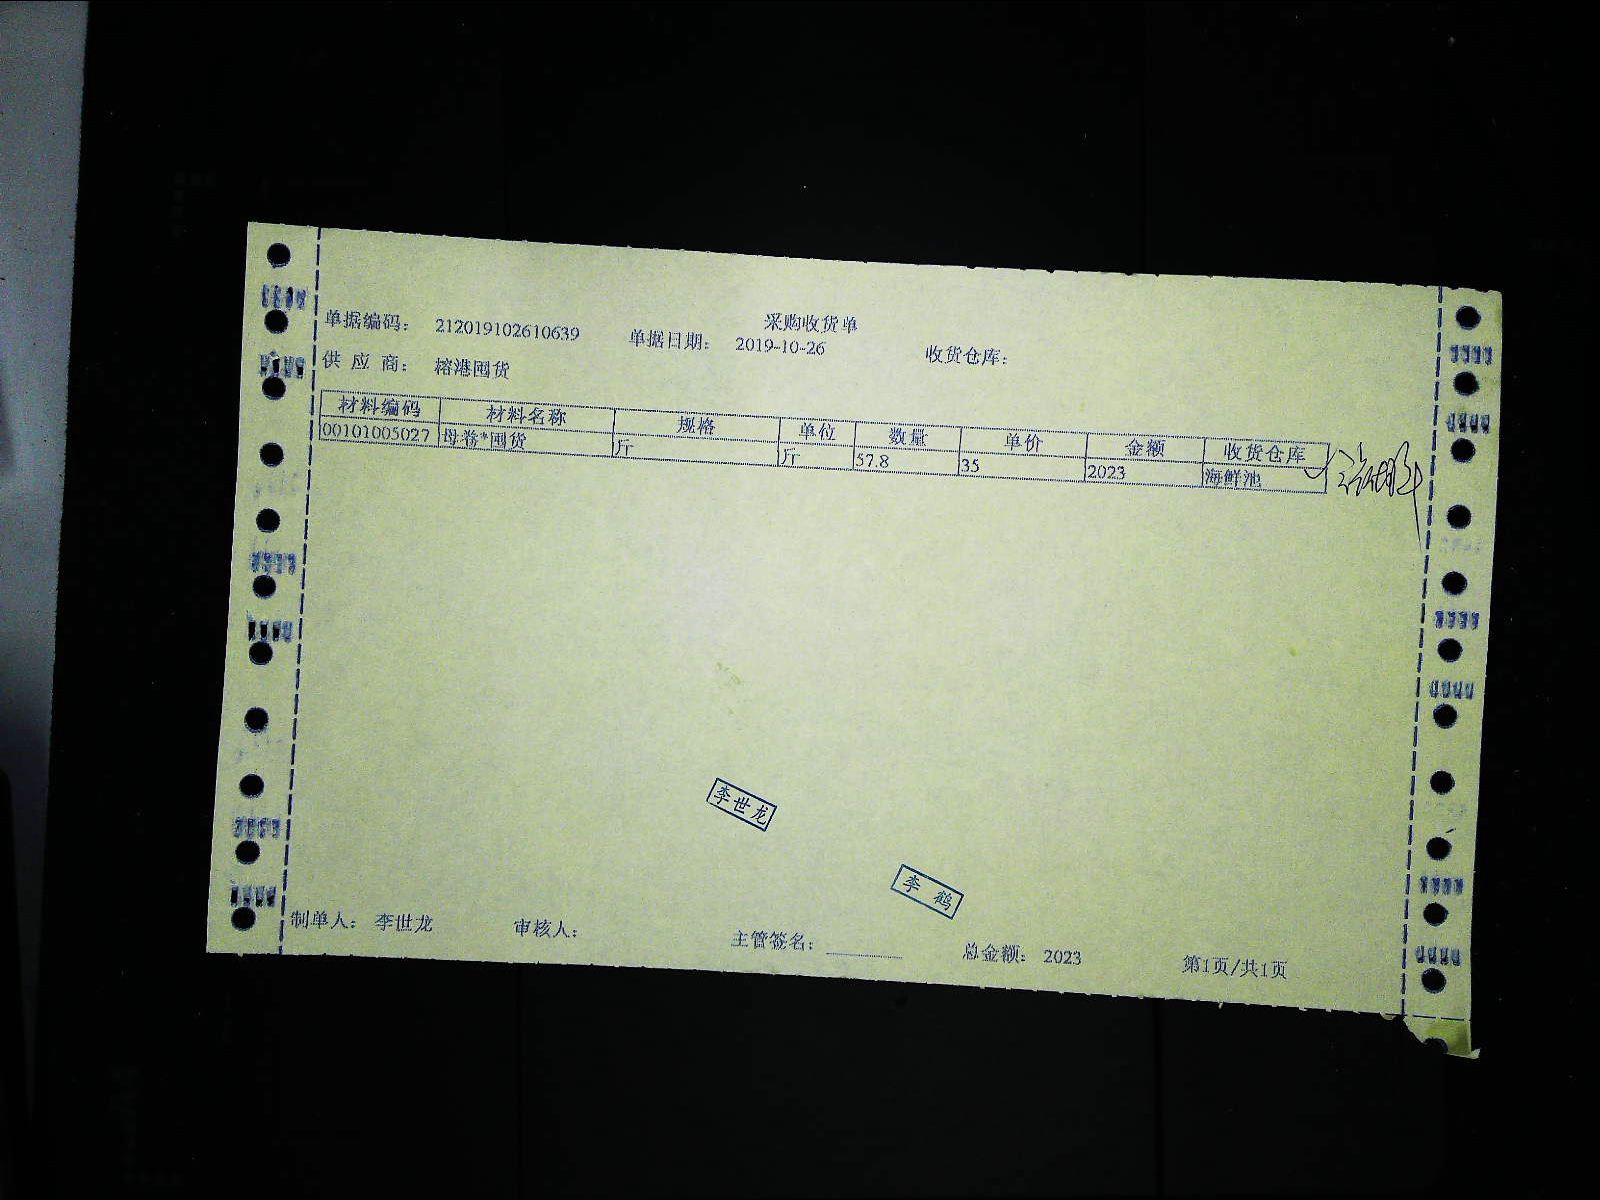 采购收货单
单据编码： 212019102610639 单据日期： 2019-10-26 收货仓库：
供 应 商： 榕港囤货
材料编码 材料名称 规格 单位 数量 单价 金额 收货仓库
00101005027 母蟹*囤货 斤 斤 57.8 35 2023 海鲜池
李世龙
李 鹤
制单人： 李世龙 审核人： 主管签名： 总金额： 2023 第1页/共1页